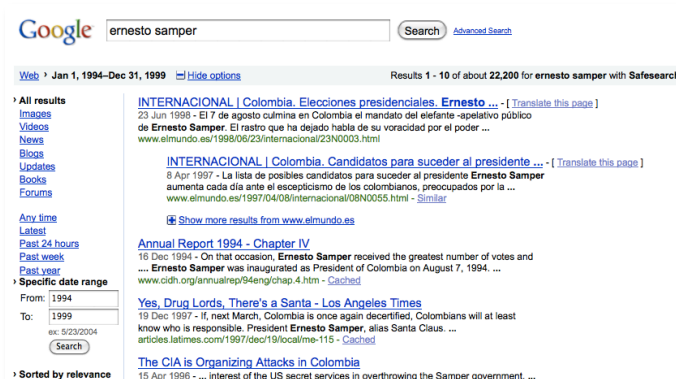 Google ernesto samper Search Advanced Search
Web › Jan 1, 1994–Dec 31, 1999 Hide options Results 1 - 10 of about 22,200 for ernesto samper with Safesearch
› All results
Images
Videos
News
Blogs
Updates
Books
Forums
Any time
Latest
Past 24 hours
Past week
Past year
› Specific date range
From: 1994
To: 1999
ex: 5/23/2004
Search
› Sorted by relevance
INTERNACIONAL | Colombia. Elecciones presidenciales. Ernesto ... - [ Translate this page ]
23 Jun 1998 - El 7 de agosto culmina en Colombia el mandato del elefante -apelativo público
de Ernesto Samper. El rastro que ha dejado habla de su voracidad por el poder ...
www.elmundo.es/1998/06/23/internacional/23N0003.html
INTERNACIONAL | Colombia. Candidatos para suceder al presidente ... - [ Translate this page ]
8 Apr 1997 - La lista de posibles candidatos para suceder al presidente Ernesto Samper
aumenta cada día ante el escepticismo de los colombianos, preocupados por la ...
www.elmundo.es/1997/04/08/internacional/08N0055.html - Similar
Show more results from www.elmundo.es
Annual Report 1994 - Chapter IV
16 Dec 1994 - On that occasion, Ernesto Samper received the greatest number of votes and
.... Ernesto Samper was inaugurated as President of Colombia on August 7, 1994. ...
www.cidh.org/annualrep/94eng/chap.4.htm - Cached
Yes, Drug Lords, There's a Santa - Los Angeles Times
19 Dec 1997 - If, next March, Colombia is once again decertified, Colombians will at least
know who is responsible. President Ernesto Samper, alias Santa Claus. ...
articles.latimes.com/1997/dec/19/local/me-115 - Cached
The CIA is Organizing Attacks in Colombia
15 Apr 1996 - ... interest of the US secret services in overthrowing the Samper government. ...